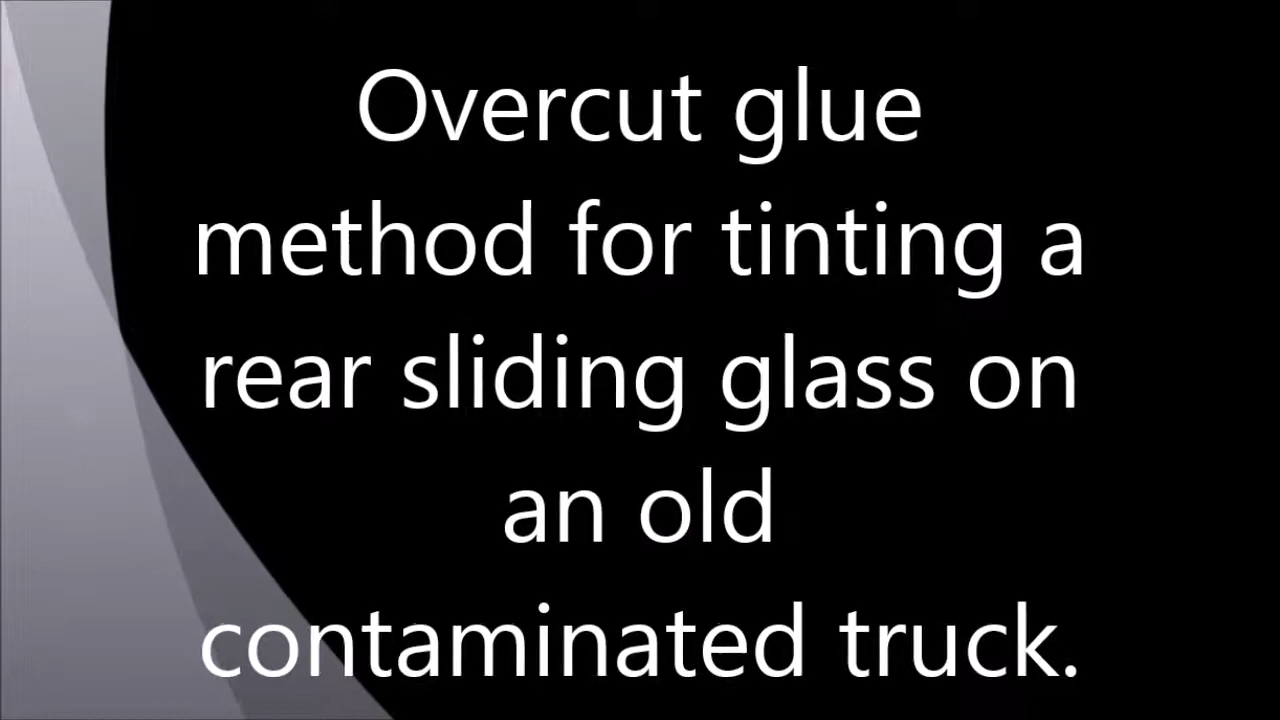 Overcut glue
method for tinting a
rear sliding glass on
an old
contaminated truck.